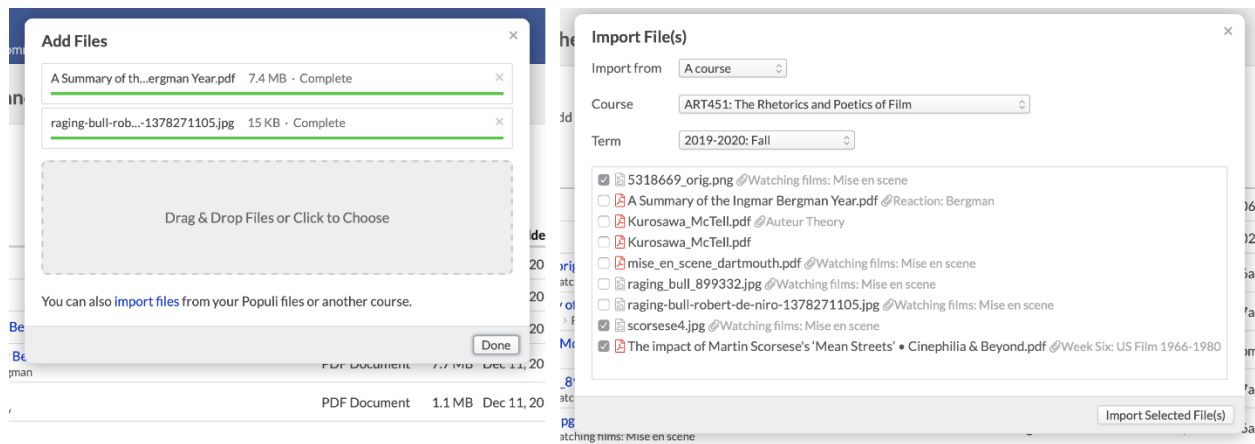 Add Files
A Summary of th...ergman Year.pdf 7.4 MB · Complete
raging-bull-rob...-1378271105.jpg 15 KB · Complete
Drag & Drop Files or Click to Choose
You can also import files from your Populi files or another course.
Done
PDF Document 7.7 MB Dec 11, 20
PDF Document 1.1 MB Dec 11, 20
Import File(s)
Import from A course
Course ART451: The Rhetorics and Poetics of Film
Term 2019-2020: Fall
5318669_orig.png Watching films: Mise en scene
A Summary of the Ingmar Bergman Year.pdf Reaction: Bergman
Kurosawa_McTell.pdf Auteur Theory
Kurosawa_McTell.pdf
mise_en_scene_dartmouth.pdf Watching films: Mise en scene
raging_bull_899332.jpg Watching films: Mise en scene
raging-bull-robert-de-niro-1378271105.jpg Watching films: Mise en scene
scorsese4.jpg Watching films: Mise en scene
The impact of Martin Scorsese's 'Mean Streets' • Cinephilia & Beyond.pdf Week Six: US Film 1966-1980
Import Selected File(s)
atching films: Mise en scene